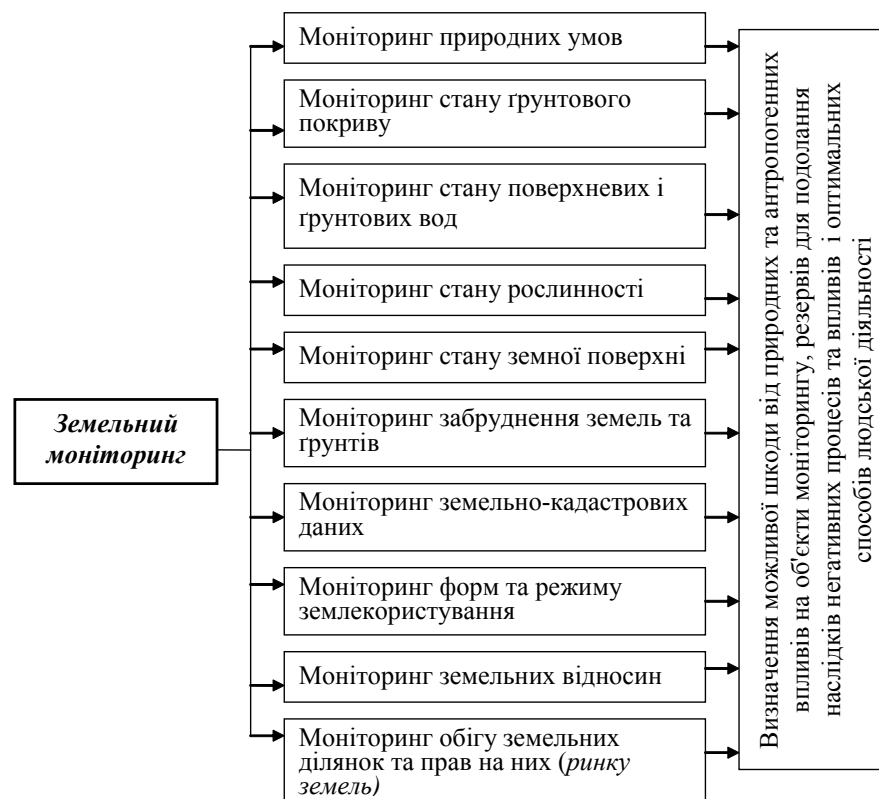 Земельний
моніторинг
Моніторинг природних умов
Моніторинг стану ґрунтового
покриву
Моніторинг стану поверхневих і
ґрунтових вод
Моніторинг стану рослинності
Моніторинг стану земної поверхні
Моніторинг забруднення земель та
ґрунтів
Моніторинг земельно-кадастрових
даних
Моніторинг форм та режиму
землекористування
Моніторинг земельних відносин
Моніторинг обігу земельних
ділянок та прав на них (ринку
земель)
Визначення можливої шкоди від природних та антропогенних
впливів на об'єкти моніторингу, резервів для подолання
наслідків негативних процесів та впливів і оптимальних
способів людської діяльності